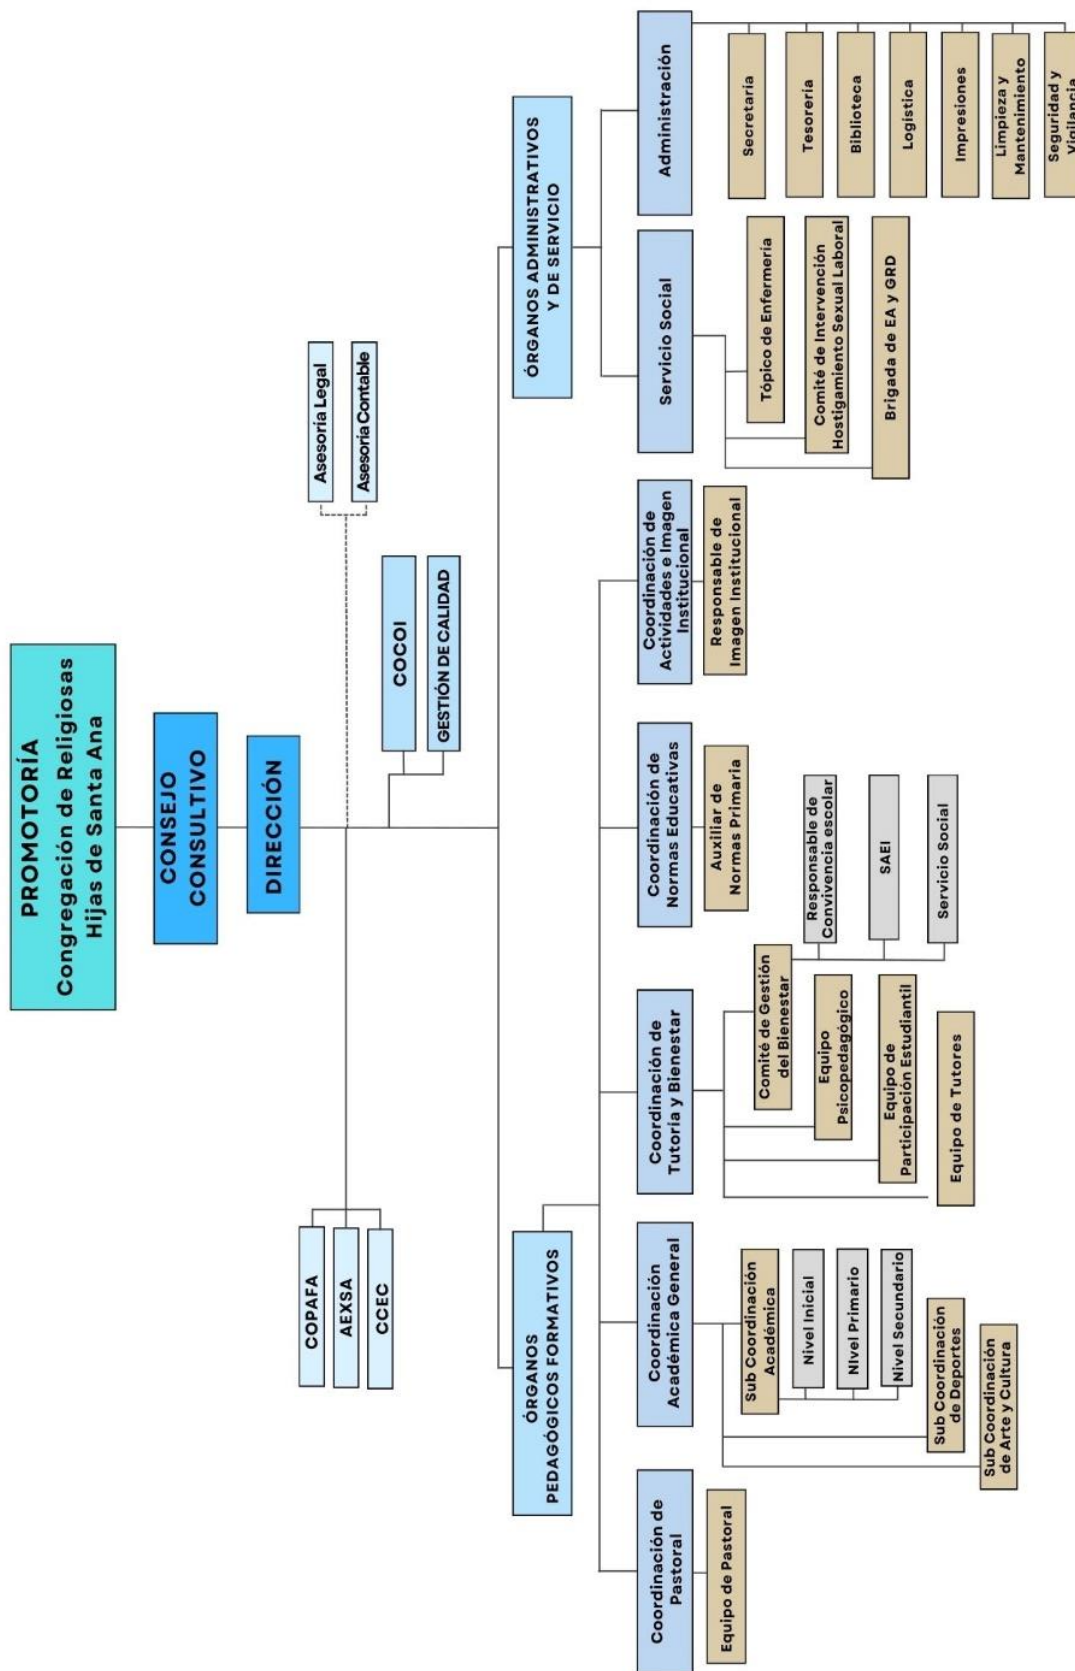 PROMOTORÍA
Congregación de Religiosas
Hijas de Santa Ana
CONSEJO
CONSULTIVO
DIRECCIÓN
COPAFA
AEXSA
CCEC
Asesoría Legal
Asesoría Contable
COCOI
GESTIÓN DE CALIDAD
ÓRGANOS
PEDAGÓGICOS FORMATIVOS
ÓRGANOS ADMINISTRATIVOS
Y DE SERVICIO
Coordinación de
Pastoral
Equipo de Pastoral
Coordinación
Académica General
Sub Coordinación
Académica
Nivel Inicial
NIvel Primario
Nivel Secundario
Sub Coordinación
de Deportes
Sub Coordinación
de Arte y Cultura
Coordinación de
Tutoría y Bienestar
Comité de Gestión
del Bienestar
Responsable de
Convivencia escolar
SAEI
Servicio Social
Equipo
Psicopedagógico
Equipo de
Participación Estudiantil
Equipo de Tutores
Coordinación de
Normas Educativas
Auxiliar de
Normas Primaria
Coordinación de
Actividades e Imagen
Institucional
Responsable de
Imagen Institucional
Servicio Social
Tópico de Enfermería
Comité de Intervención
Hostigamiento Sexual Laboral
Brigada de EA y GRD
Administración
Secretaria
Tesorería
Biblioteca
Logística
Impresiones
Limpieza y
Mantenimiento
Seguridad y
Vigilancia